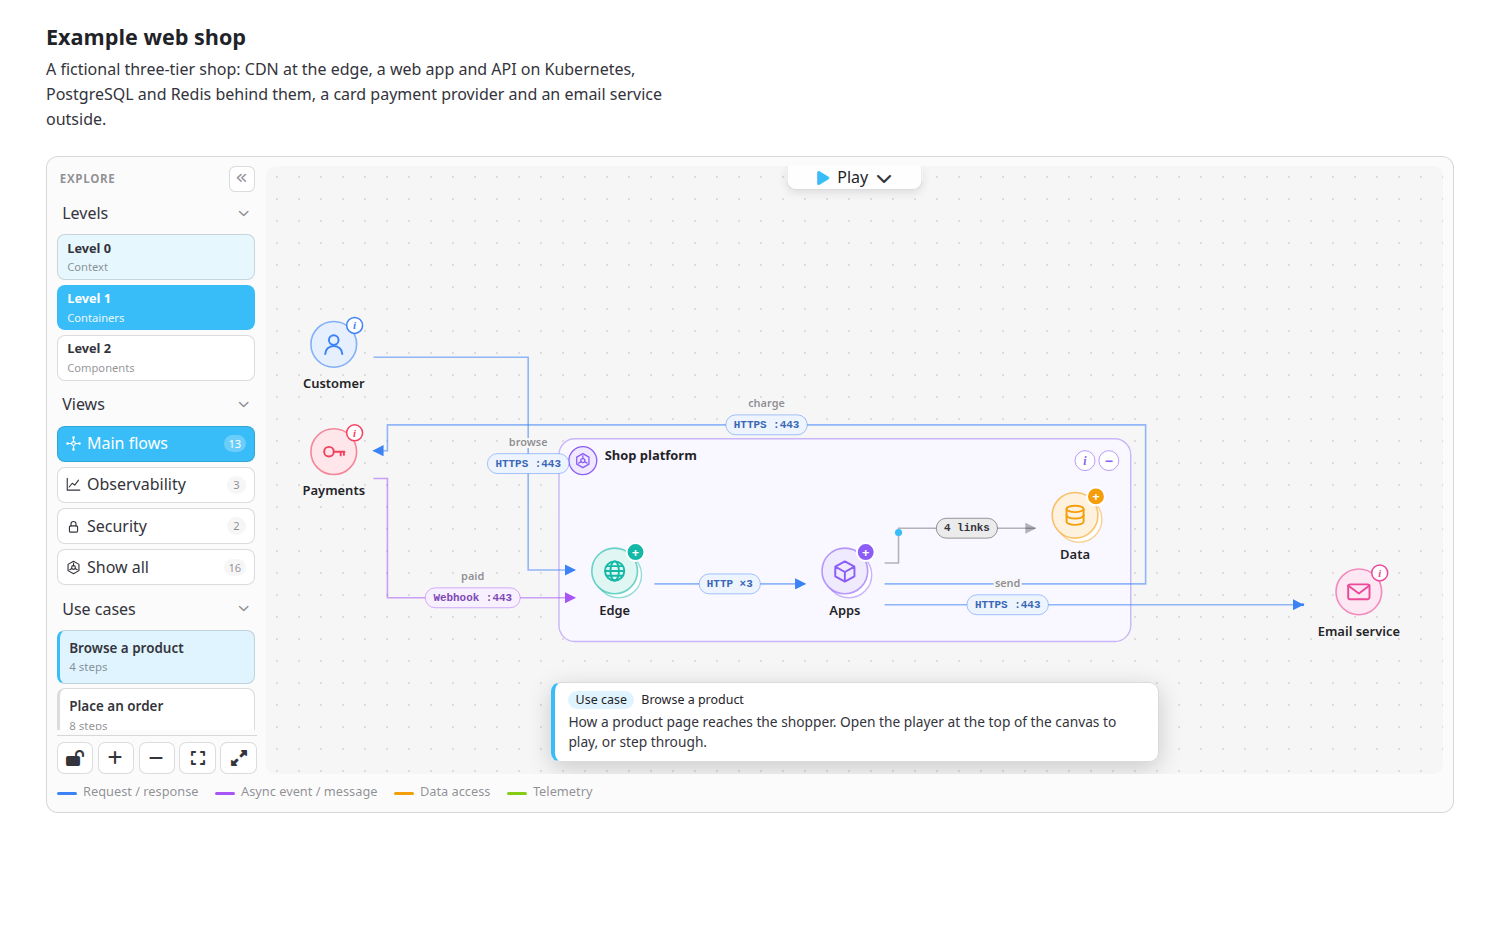 Example web shop
A fictional three-tier shop: CDN at the edge, a web app and API on Kubernetes,
PostgreSQL and Redis behind them, a card payment provider and an email service
outside.
EXPLORE
Levels
Level 0
Context
Level 1
Containers
Level 2
Components
Views
Main flows 13
Observability 3
Security 2
Show all 16
Use cases
Browse a product
4 steps
Place an order
8 steps
Play
Customer
Payments
charge
HTTPS :443
browse
HTTPS :443
Shop platform
4 links
Data
paid
Webhook :443
Edge
HTTP ×3
Apps
send
HTTPS :443
Email service
Use case Browse a product
How a product page reaches the shopper. Open the player at the top of the canvas to
play, or step through.
Request / response
Async event / message
Data access
Telemetry